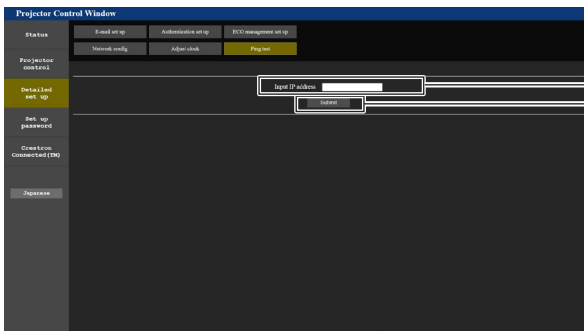 Projector Control Window
Status
E-mail set up
Authentication set up
ECO management set up
Network config
Adjust clock
Ping test
Projector
control
Input IP address
Submit
Detailed
set up
Set up
password
Crestron
Connected(TM)
Japanese